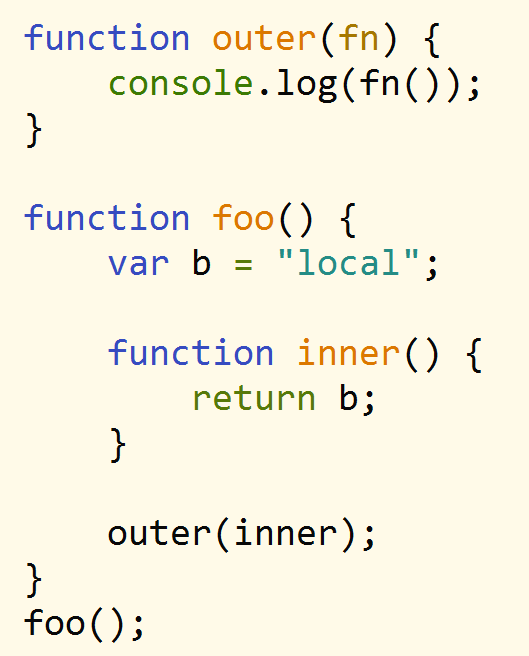 function outer(fn) {
    console.log(fn());
}

function foo() {
    var b = "local";

    function inner() {
        return b;
    }

    outer(inner);
}
foo();